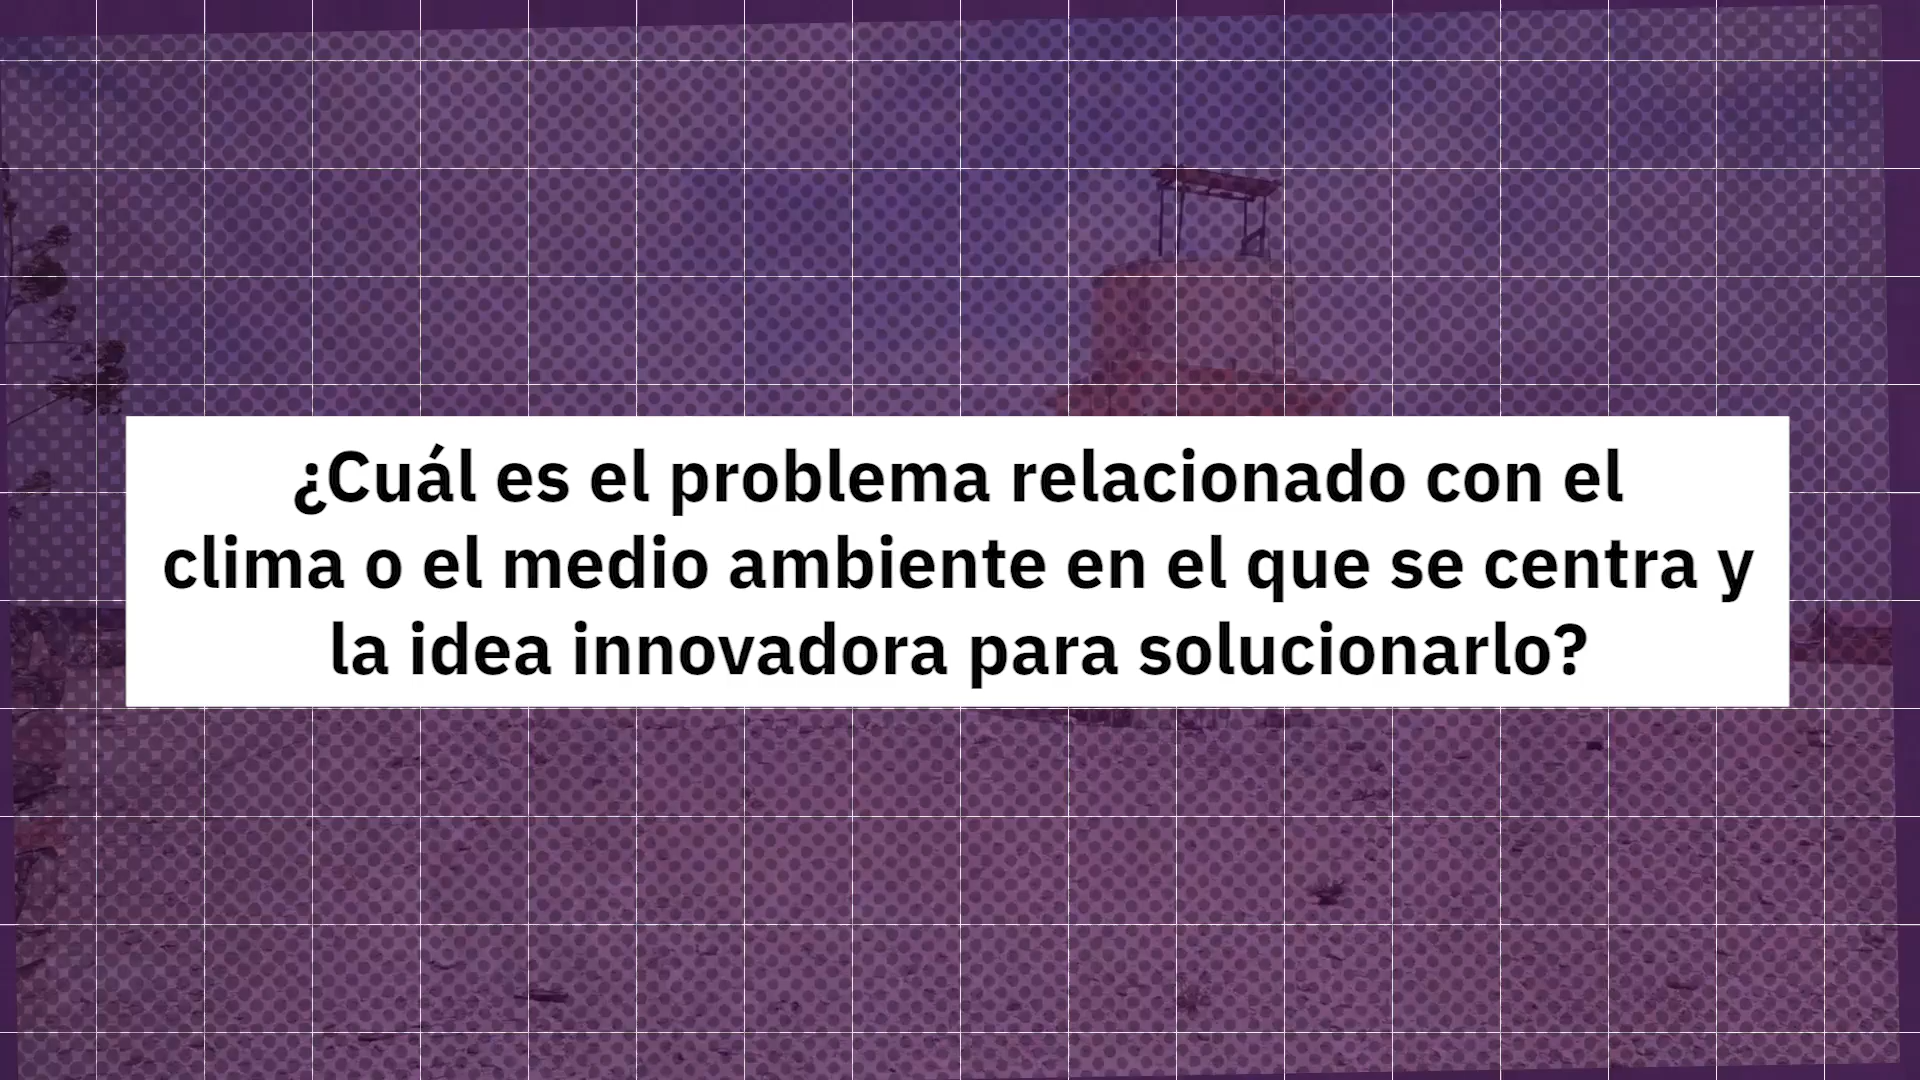 ¿Cuál es el problema relacionado con el
clima o el medio ambiente en el que se centra y
la idea innovadora para solucionarlo?